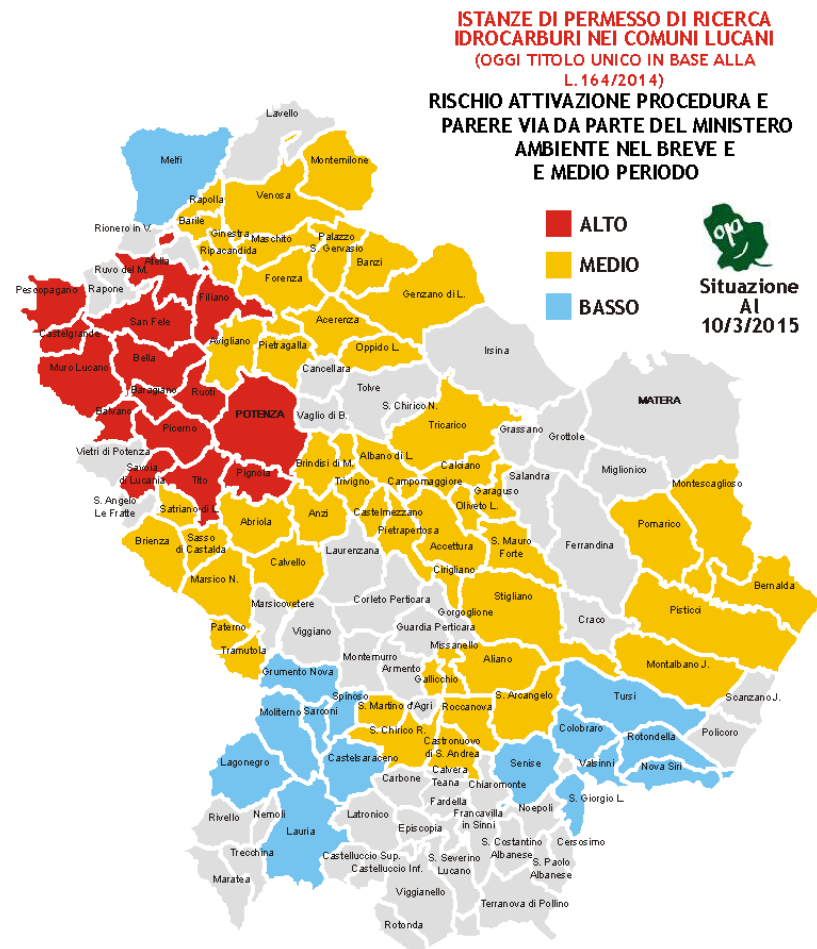 ISTANZE DI PERMESSO DI RICERCA
IDROCARBURI NEI COMUNI LUCANI
(OGGI TITOLO UNICO IN BASE ALLA
L.164/2014)
RISCHIO ATTIVAZIONE PROCEDURA E
PARERE VIA DA PARTE DEL MINISTERO
AMBIENTE NEL BREVE E
E MEDIO PERIODO
ALTO
MEDIO
BASSO
ola
Situazione
Al
10/3/2015
Lavello
Melfi
Montemilone
Rapolla
Venosa
Barile
Rionero in V.
Ginestra
Maschito
Palazzo
S. Gervasio
Ripacandida
Banzi
Atella
Ruvo del M.
Rapone
Pescopagano
Filiano
Forenza
Genzano di L.
San Fele
Acerenza
Castelgrande
Avigliano
Pietragalla
Oppido L.
Irsina
Bella
Muro Lucano
Cancellara
Baragiano
Ruoti
Tolve
Balvano
POTENZA
Vaglio di B.
S. Chirico N.
MATERA
Picerno
Tricarico
Grassano
Grottole
Vietri di Potenza
Savoia
di Lucania
Tito
Pignola
Brindisi di M.
Albano di L.
Calciano
Miglionico
Trivigno
Campomaggiore
Salandra
Montescaglioso
Garaguso
S. Angelo
Le Fratte
Satriano di L.
Oliveto L.
Abriola
Anzi
Castelmezzano
Pomarico
Pietrapertosa
Brienza
Sasso
di Castalda
Laurenzana
Accettura
S. Mauro
Forte
Ferrandina
Calvello
Cirigliano
Marsico N.
Bernalda
Stigliano
Marsicovetere
Corleto Perticara
Pisticci
Gorgoglione
Craco
Paterno
Viggiano
Guardia Perticara
Missanello
Tramutola
Montemurro
Armento
Aliano
Montalbano J.
Grumento Nova
Gallicchio
Spinoso
S. Arcangelo
Tursi
Scanzano J.
Moliterno
Sarconi
S. Martino d'Agri
Roccanova
S. Chirico R.
Colobraro
Rotondella
Policoro
Castronuovo
di S. Andrea
Lagonegro
Castelsaraceno
Senise
Valsinni
Nova Siri
Calvera
Carbone
Teana
Chiaromonte
S. Giorgio L.
Fardella
Noepoli
Rivello
Nemoli
Latronico
Francavilla
in Sinni
Lauria
Episcopia
S. Costantino
Albanese
Cersosimo
Trecchina
Castelluccio Sup.
Castelluccio Inf.
S. Severino
Lucano
S. Paolo
Albanese
Maratea
Viggianello
Terranova di Pollino
Rotonda